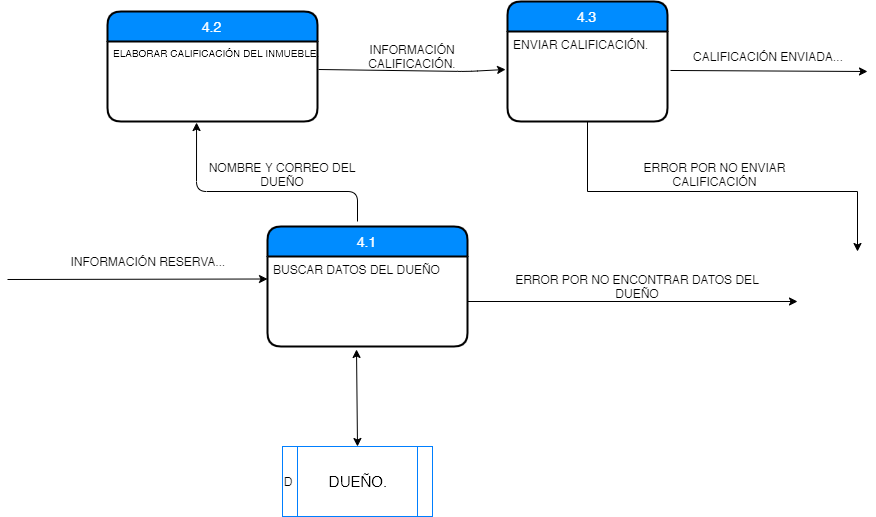 4.2
ELABORAR CALIFICACIÓN DEL INMUEBLE
INFORMACIÓN
CALIFICACIÓN.
4.3
ENVIAR CALIFICACIÓN.
CALIFICACIÓN ENVIADA...
NOMBRE Y CORREO DEL
DUEÑO
ERROR POR NO ENVIAR
CALIFICACIÓN
INFORMACIÓN RESERVA...
4.1
BUSCAR DATOS DEL DUEÑO
ERROR POR NO ENCONTRAR DATOS DEL
DUEÑO
D
DUEÑO.